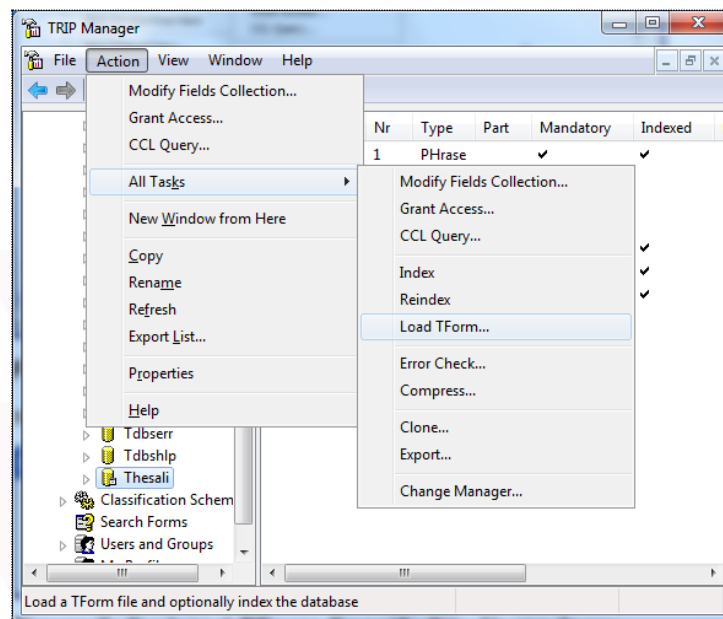 TRIP Manager
File Action View Window Help
Modify Fields Collection...
Grant Access...
CCL Query...
All Tasks
New Window from Here
Copy
Rename
Refresh
Export List...
Properties
Help
Nr Type Part Mandatory Indexed
1 PHrase
Modify Fields Collection...
Grant Access...
CCL Query...
Index
Reindex
Load TForm...
Error Check...
Compress...
Clone...
Export...
Change Manager...
Tdbserr
Tdbshlp
Thesali
Classification Schem
Search Forms
Users and Groups
Load a TForm file and optionally index the database